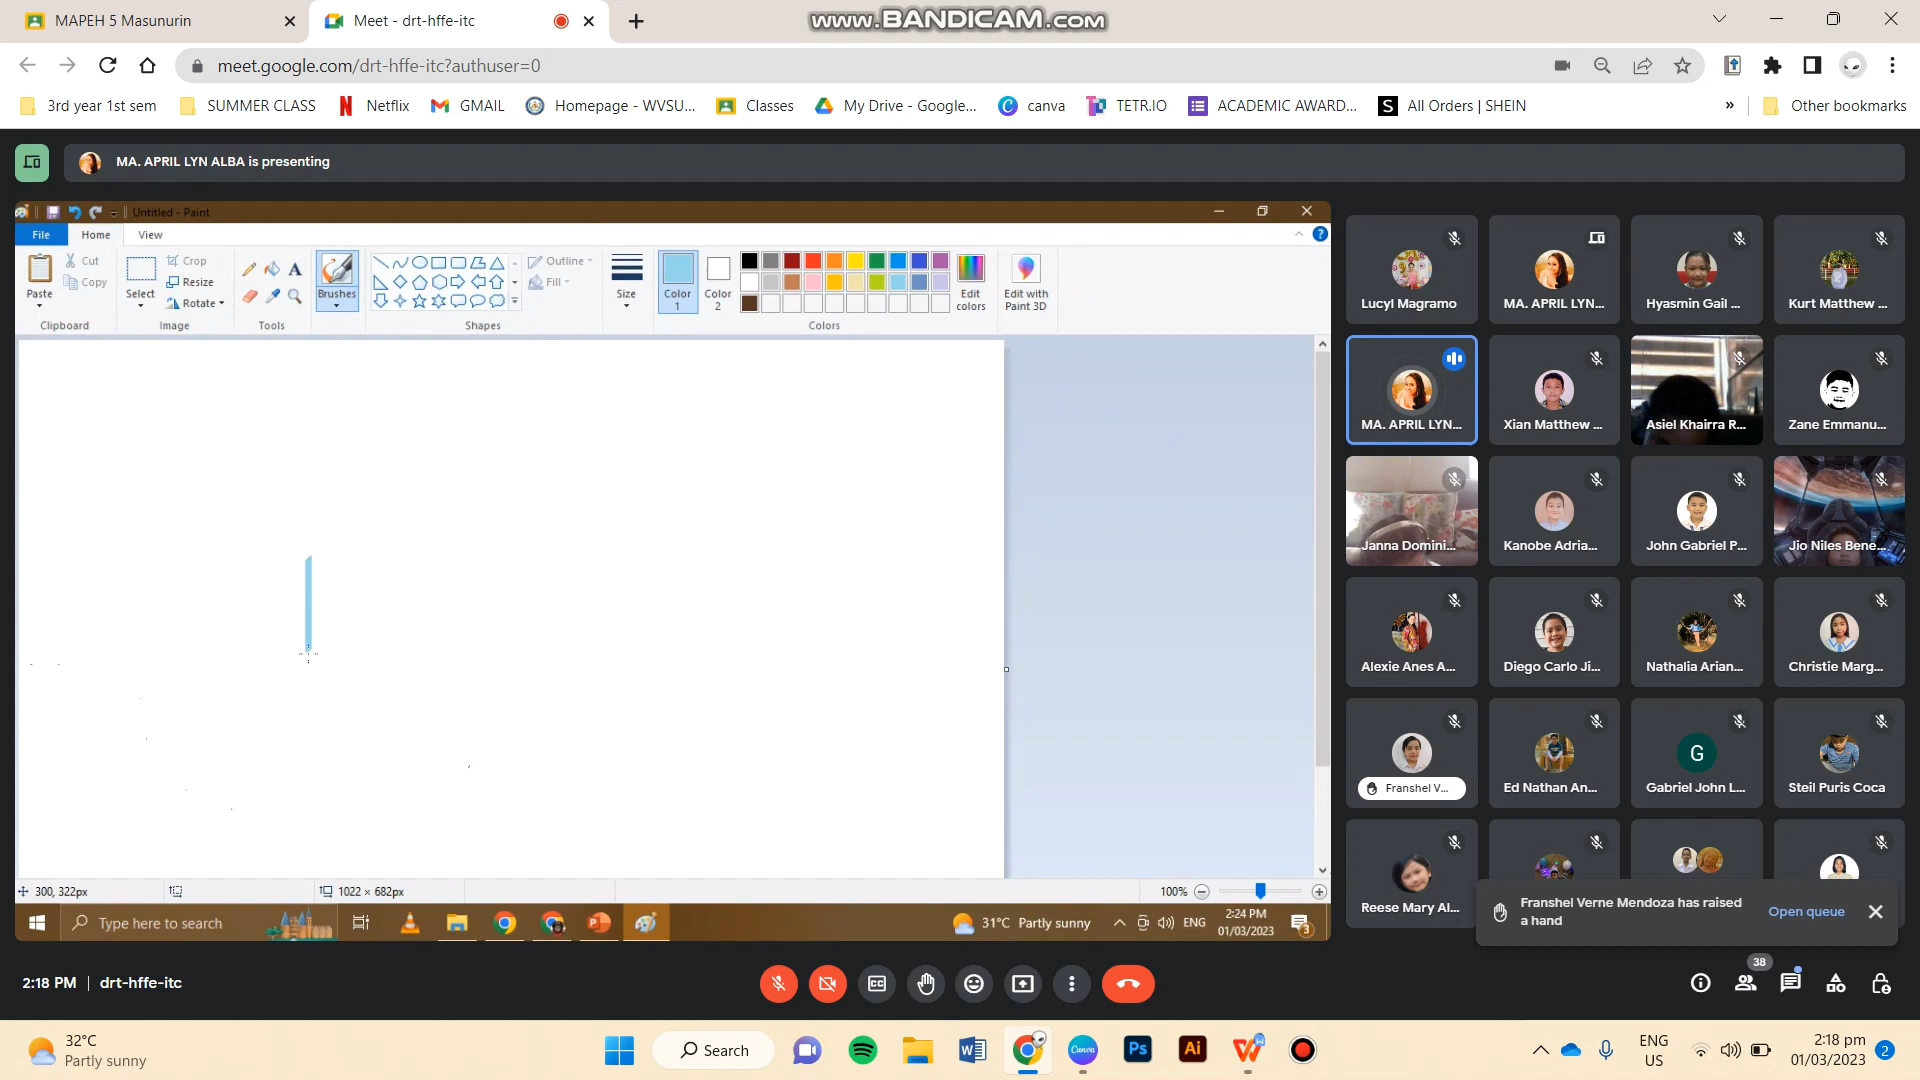 MAPEH 5 Masunurin
Meet - drt-hffe-itc
www.BANDICAM.com
meet.google.com/drt-hffe-itc?authuser=0
3rd year 1st sem
SUMMER CLASS
Netflix
GMAIL
Homepage - WVSU...
Classes
My Drive - Google...
canva
TETR.IO
ACADEMIC AWARD...
All Orders | SHEIN
»
Other bookmarks
MA. APRIL LYN ALBA is presenting
Untitled - Paint
File
Home
View
Paste
Cut
Copy
Clipboard
Select
Crop
Resize
Rotate
Image
Tools
Brushes
Shapes
Outline
Fill
Size
Color
1
Color
2
Colors
Edit
colors
Edit with
Paint 3D
300, 322px
1022 × 682px
100%
Type here to search
31°C Partly sunny
ENG
2:24 PM
01/03/2023
3
Lucyl Magramo
MA. APRIL LYN...
Hyasmin Gail ...
Kurt Matthew ...
MA. APRIL LYN...
Xian Matthew ...
Asiel Khairra R...
Zane Emmanu...
Janna Domini...
Kanobe Adria...
John Gabriel P...
Jio Niles Bene...
Alexie Anes A...
Diego Carlo Ji...
Nathalia Arian...
Christie Marg...
Franshel V...
Ed Nathan An...
G
Gabriel John L...
Steil Puris Coca
Reese Mary Al...
Franshel Verne Mendoza has raised
a hand
Open queue
2:18 PM | drt-hffe-itc
38
32°C
Partly sunny
Search
Canva
Ps
Ai
ENG
US
2:18 pm
01/03/2023
2